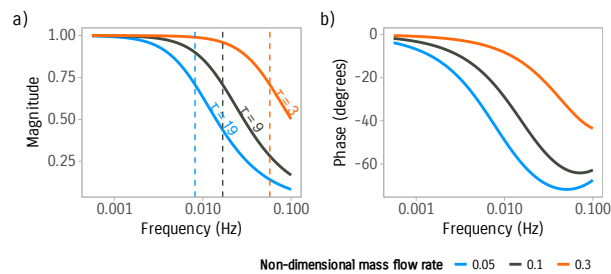 a)
b)
1.00
0.75
0.50
0.25
Magnitude
τ = 19
τ = 9
τ = 3
0.001
0.010
0.100
Frequency (Hz)
0
−20
−40
−60
Phase (degrees)
0.001
0.010
0.100
Frequency (Hz)
Non-dimensional mass flow rate 0.05 0.1 0.3